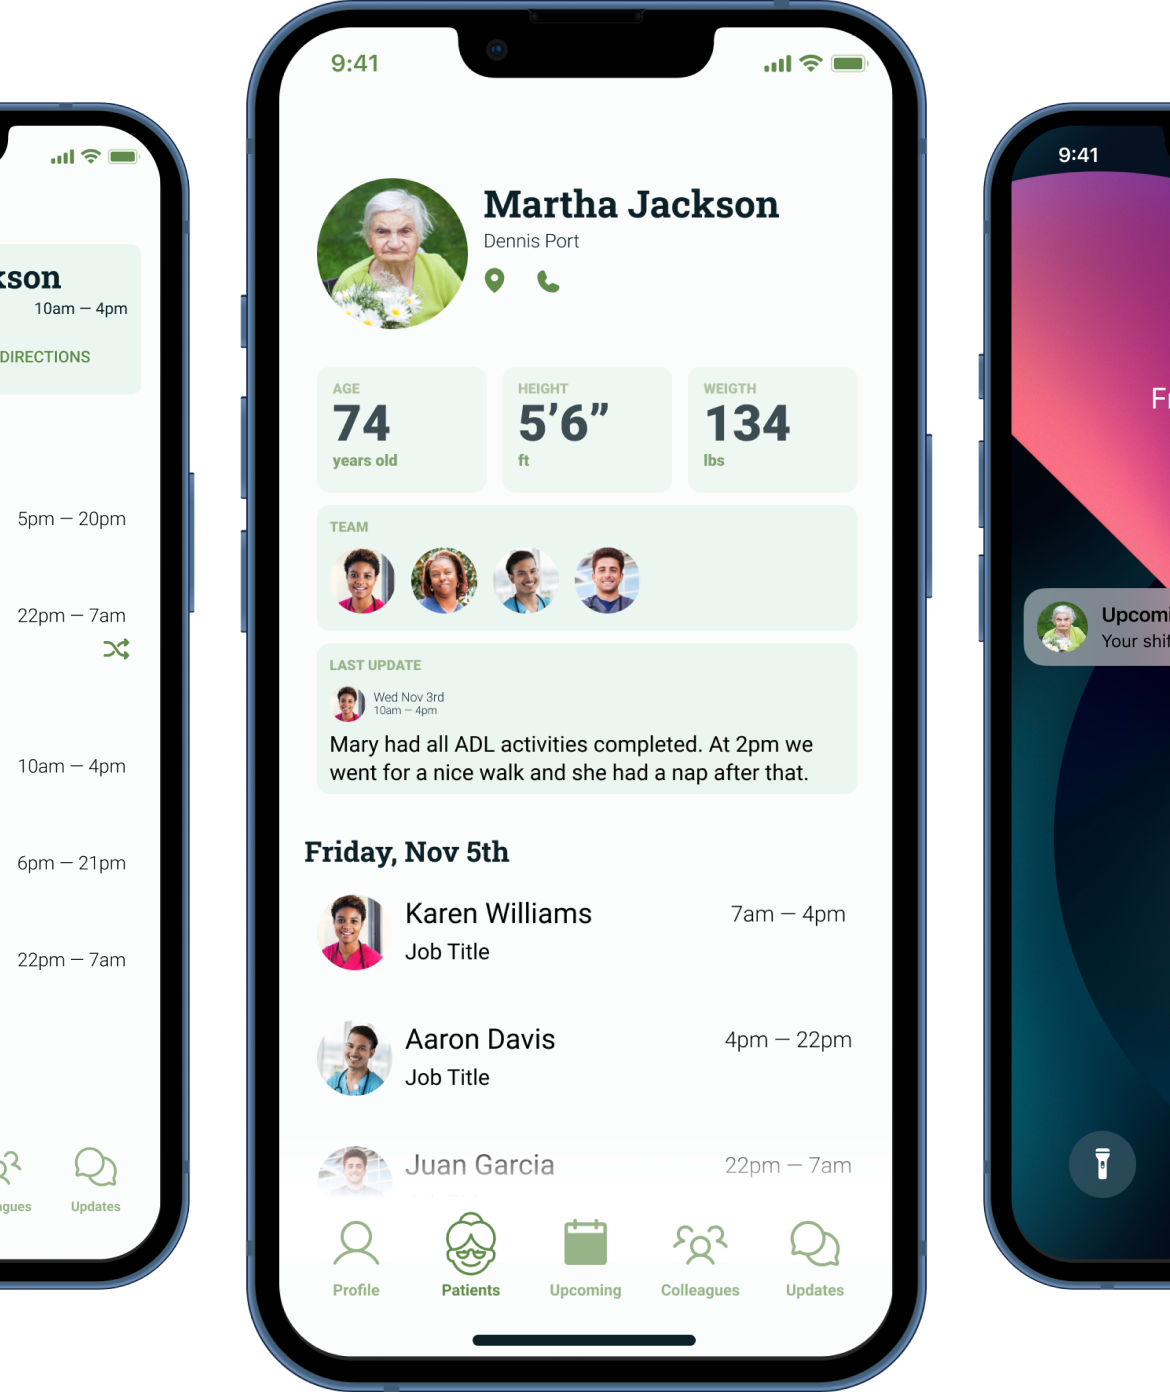 kson
10am — 4pm
DIRECTIONS
5pm — 20pm
22pm — 7am
10am — 4pm
6pm — 21pm
22pm — 7am
agues
Updates
9:41
Martha Jackson
Dennis Port
AGE
74
years old
HEIGHT
5’6”
ft
WEIGTH
134
lbs
TEAM
LAST UPDATE
Wed Nov 3rd
10am — 4pm
Mary had all ADL activities completed. At 2pm we
went for a nice walk and she had a nap after that.
Friday, Nov 5th
Karen Williams
7am — 4pm
Job Title
Aaron Davis
4pm — 22pm
Job Title
Juan Garcia
22pm — 7am
Profile
Patients
Upcoming
Colleagues
Updates
9:41
Fr
Upcomi
Your shif